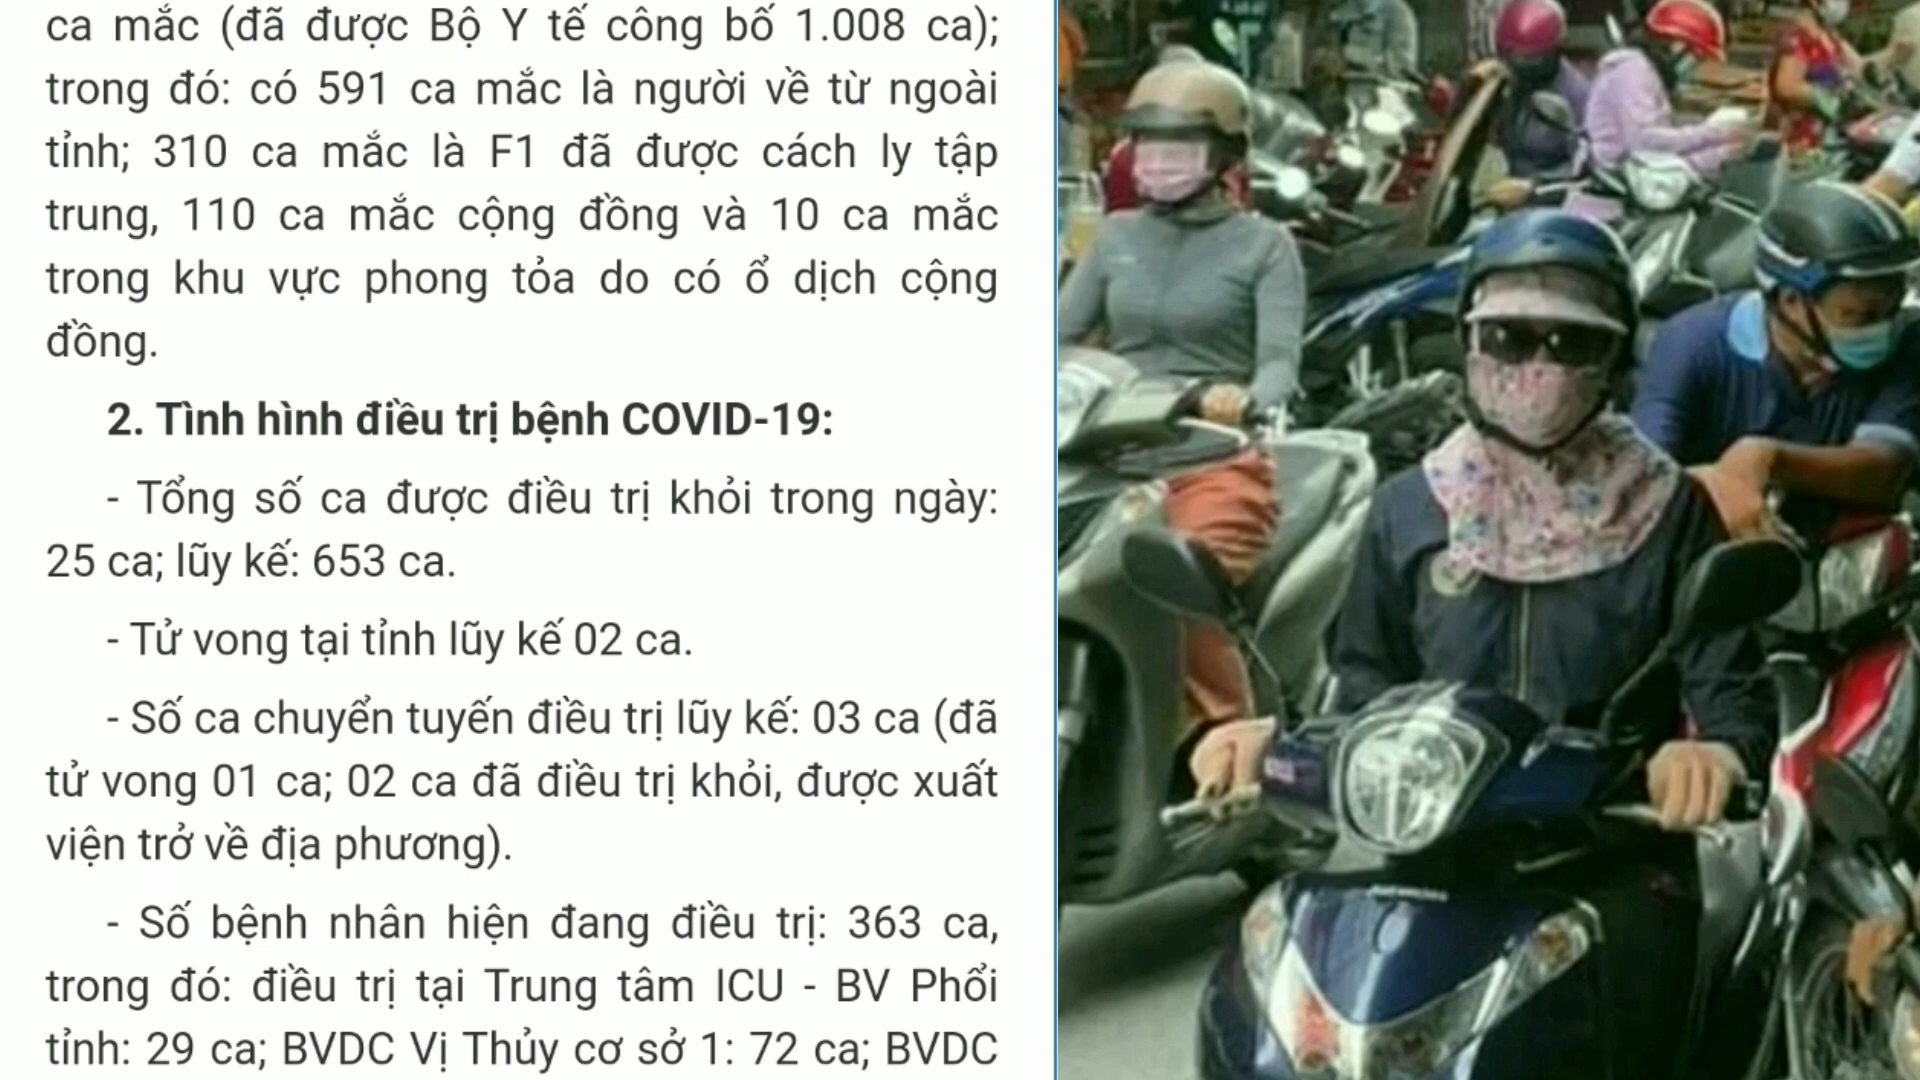 ca mắc (đã được Bộ Y tế công bố 1.008 ca);
trong đó: có 591 ca mắc là người về từ ngoài
tỉnh; 310 ca mắc là F1 đã được cách ly tập
trung, 110 ca mắc cộng đồng và 10 ca mắc
trong khu vực phong tỏa do có ổ dịch cộng
đồng.
2. Tình hình điều trị bệnh COVID-19:
- Tổng số ca được điều trị khỏi trong ngày:
25 ca; lũy kế: 653 ca.
- Tử vong tại tỉnh lũy kế 02 ca.
- Số ca chuyển tuyến điều trị lũy kế: 03 ca (đã
tử vong 01 ca; 02 ca đã điều trị khỏi, được xuất
viện trở về địa phương).
- Số bệnh nhân hiện đang điều trị: 363 ca,
trong đó: điều trị tại Trung tâm ICU - BV Phổi
tỉnh: 29 ca; BVDC Vị Thủy cơ sở 1: 72 ca; BVDC